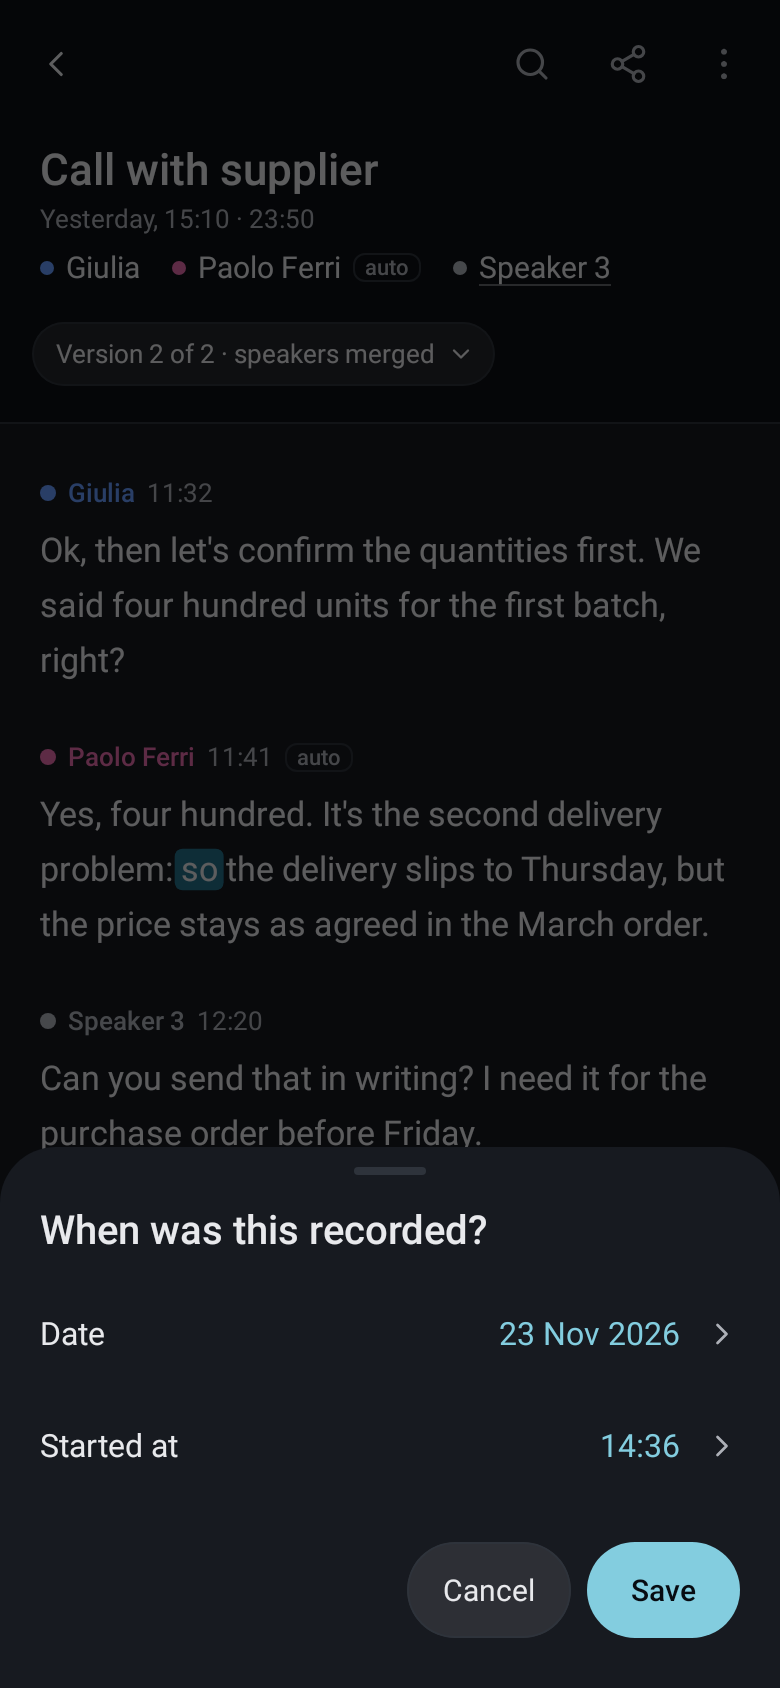 Call with supplier
Yesterday, 15:10 · 23:50
Giulia Paolo Ferri auto Speaker 3
Version 2 of 2 · speakers merged
Giulia 11:32
Ok, then let's confirm the quantities first. We
said four hundred units for the first batch,
right?
Paolo Ferri 11:41 auto
Yes, four hundred. It's the second delivery
problem: so the delivery slips to Thursday, but
the price stays as agreed in the March order.
Speaker 3 12:20
Can you send that in writing? I need it for the
purchase order before Friday.
When was this recorded?
Date 23 Nov 2026
Started at 14:36
Cancel Save